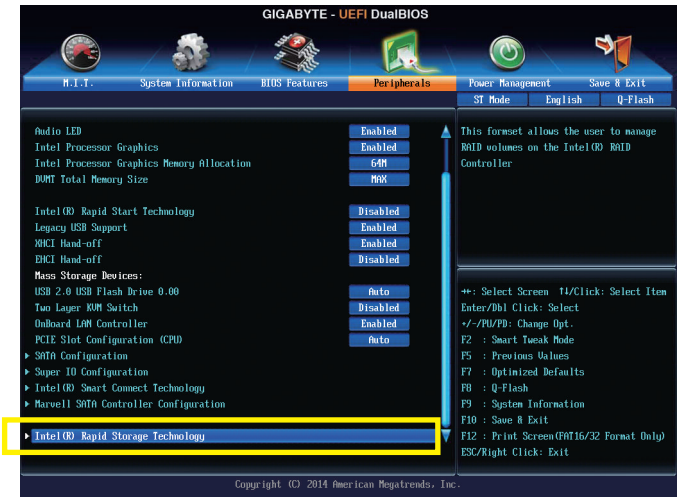 GIGABYTE - UEFI DualBIOS
M.I.T. System Information BIOS Features Peripherals Power Management Save & Exit
ST Mode English Q-Flash
Audio LED Enabled
Intel Processor Graphics Enabled
Intel Processor Graphics Memory Allocation 64M
DVMT Total Memory Size MAX
Intel(R) Rapid Start Technology Disabled
Legacy USB Support Enabled
XHCI Hand-off Enabled
EHCI Hand-off Disabled
Mass Storage Devices:
USB 2.0 USB Flash Drive 0.00 Auto
Two Layer KVM Switch Disabled
OnBoard LAN Controller Enabled
PCIE Slot Configuration (CPU) Auto
SATA Configuration
Super IO Configuration
Intel(R) Smart Connect Technology
Marvell SATA Controller Configuration
Intel(R) Rapid Storage Technology
This formset allows the user to manage
RAID volumes on the Intel(R) RAID
Controller
→←: Select Screen ↑↓/Click: Select Item
Enter/Dbl Click: Select
+/-/PU/PD: Change Opt.
F2 : Smart Tweak Mode
F5 : Previous Values
F7 : Optimized Defaults
F8 : Q-Flash
F9 : System Information
F10 : Save & Exit
F12 : Print Screen(FAT16/32 Format Only)
ESC/Right Click: Exit
Copyright (C) 2014 American Megatrends, Inc.